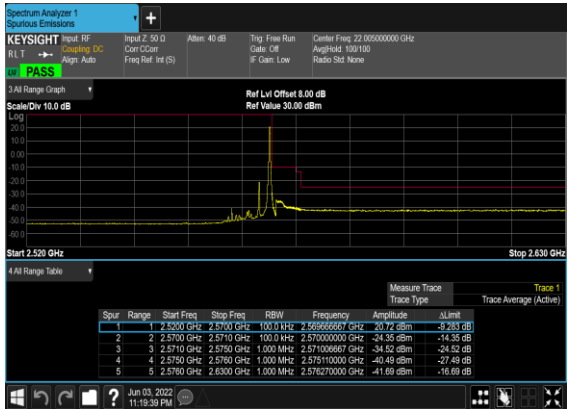 Spectrum Analyzer 1
Spurious Emissions
KEYSIGHT Input: RF Input Z: 50 Ω Atten: 40 dB Trig: Free Run Center Freq: 22.005000000 GHz
RLT Coupling: DC Corr CCorr Gate: Off Avg|Hold: 100/100
Align: Auto Freq Ref: Int (S) IF Gain: Low Radio Std: None
LXI PASS
3 All Range Graph
Ref Lvl Offset 8.00 dB
Scale/Div 10.0 dB Ref Value 30.00 dBm
Log
20.0
10.0
0.00
-10.0
-20.0
-30.0
-40.0
-50.0
-60.0
Start 2.520 GHz Stop 2.630 GHz
4 All Range Table
Measure Trace Trace 1
Trace Type Trace Average (Active)
Spur Range Start Freq Stop Freq RBW Frequency Amplitude ΔLimit
1 1 2.5200 GHz 2.5700 GHz 100.0 kHz 2.569666667 GHz 20.72 dBm -9.283 dB
2 2 2.5700 GHz 2.5710 GHz 100.0 kHz 2.570000000 GHz -24.35 dBm -14.35 dB
3 3 2.5710 GHz 2.5750 GHz 1.000 MHz 2.571006667 GHz -34.52 dBm -24.52 dB
4 4 2.5750 GHz 2.5760 GHz 1.000 MHz 2.575110000 GHz -40.49 dBm -27.49 dB
5 5 2.5760 GHz 2.6300 GHz 1.000 MHz 2.576270000 GHz -41.69 dBm -16.69 dB
? Jun 03, 2022
11:19:39 PM